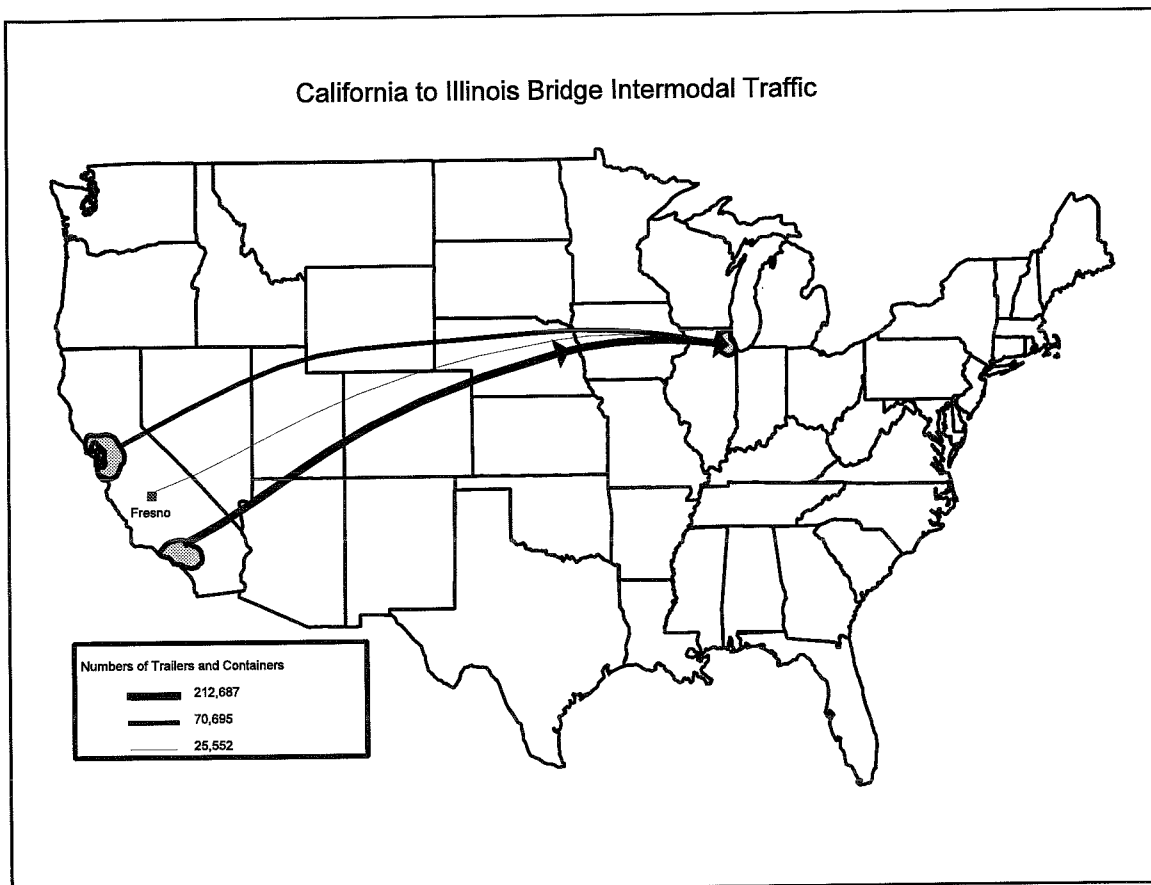 California to Illinois Bridge Intermodal Traffic
Fresno
Numbers of Trailers and Containers
212,687
70,695
25,552